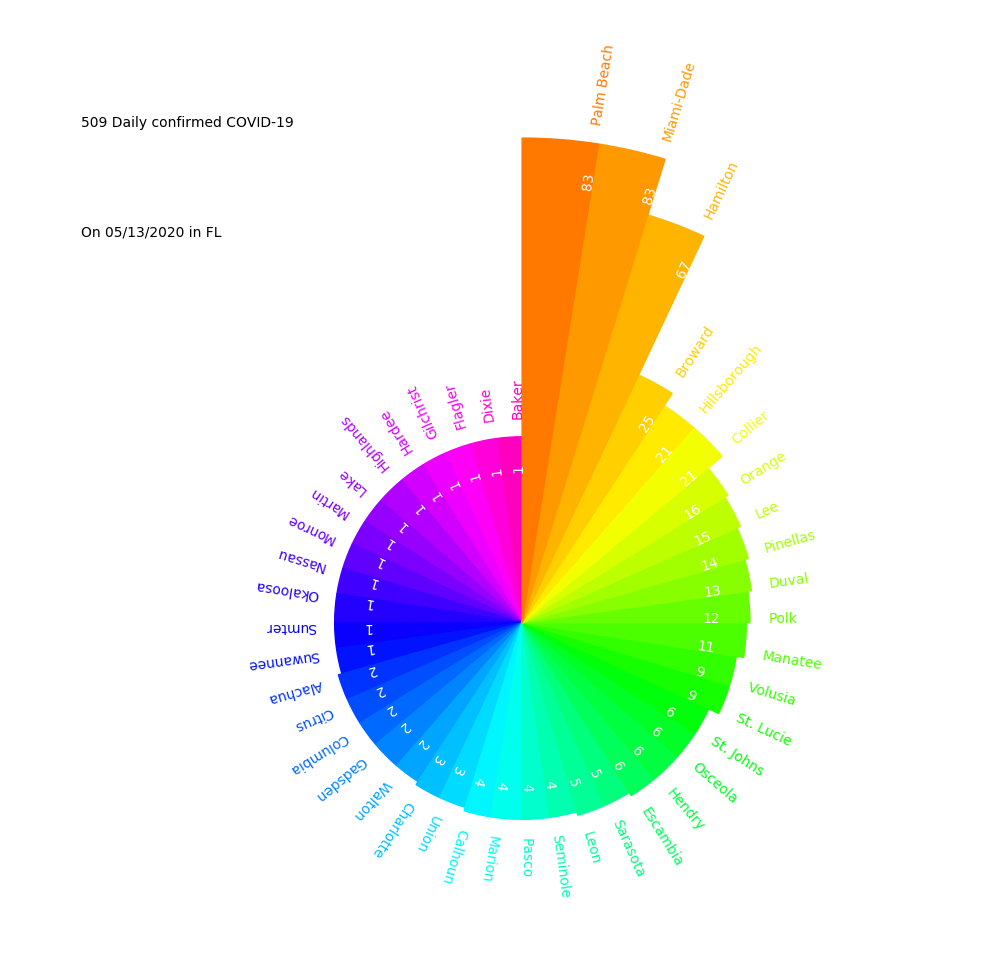 509 Daily confirmed COVID-19
On 05/13/2020 in FL
Palm Beach
83
Miami-Dade
83
Hamilton
67
Broward
25
Hillsborough
21
Collier
21
Orange
16
Lee
15
Pinellas
14
Duval
13
Polk
12
Manatee
11
Volusia
9
St. Lucie
9
St. Johns
6
Osceola
6
Hendry
6
Escambia
6
Sarasota
5
Leon
5
Seminole
4
Pasco
4
Marion
4
Calhoun
4
Union
3
Charlotte
3
Walton
2
Gadsden
2
Columbia
2
Citrus
2
Alachua
2
Suwannee
1
Sumter
1
Okaloosa
1
Nassau
1
Monroe
1
Martin
1
Lake
1
Highlands
1
Hardee
1
Gilchrist
1
Flagler
1
Dixie
1
Baker
1